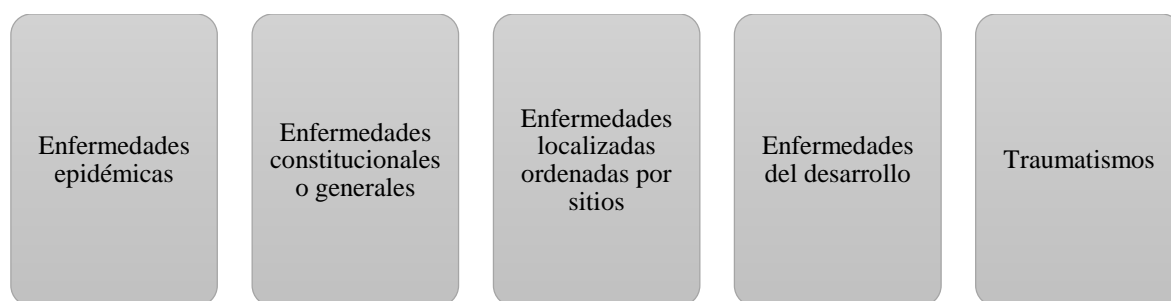 Enfermedades
epidémicas
Enfermedades
constitucionales
o generales
Enfermedades
localizadas
ordenadas por
sitios
Enfermedades
del desarrollo
Traumatismos